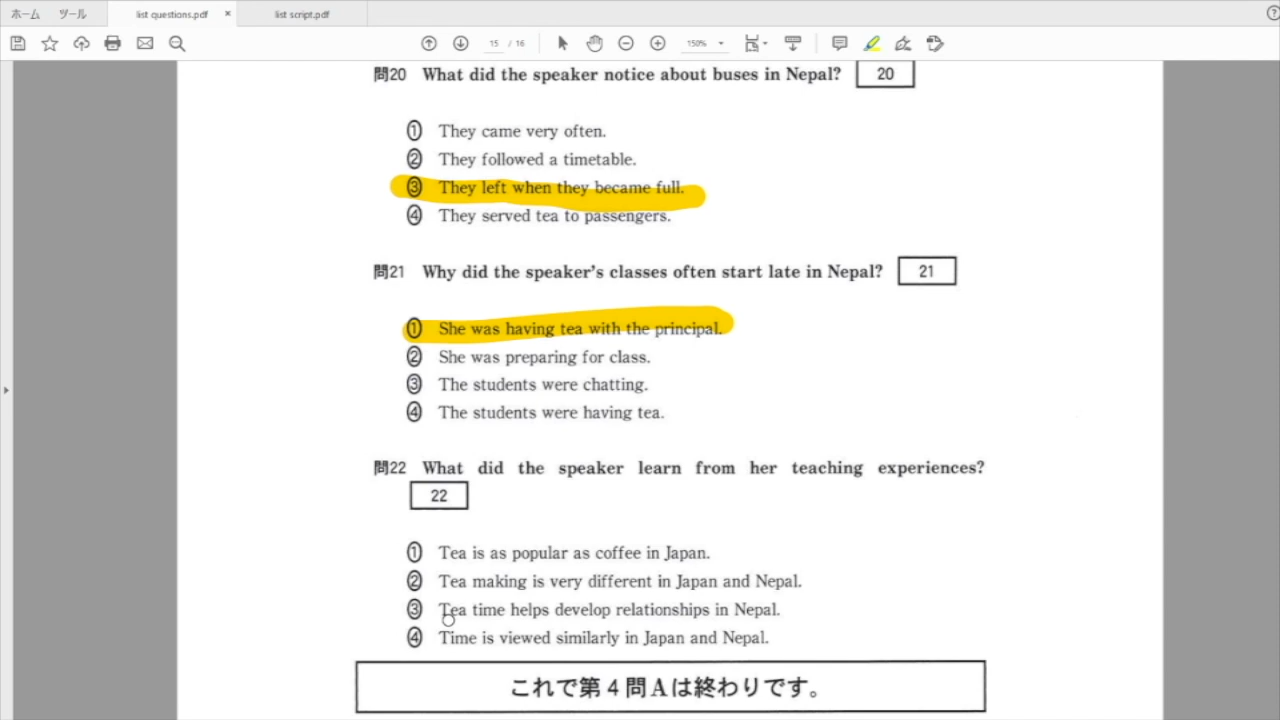 ホーム ツール list questions.pdf × list script.pdf
15 / 16 150%
問20 What did the speaker notice about buses in Nepal? 20
① They came very often.
② They followed a timetable.
③ They left when they became full.
④ They served tea to passengers.
問21 Why did the speaker's classes often start late in Nepal? 21
① She was having tea with the principal.
② She was preparing for class.
③ The students were chatting.
④ The students were having tea.
問22 What did the speaker learn from her teaching experiences?
22
① Tea is as popular as coffee in Japan.
② Tea making is very different in Japan and Nepal.
③ Tea time helps develop relationships in Nepal.
④ Time is viewed similarly in Japan and Nepal.
これで第4問Aは終わりです。